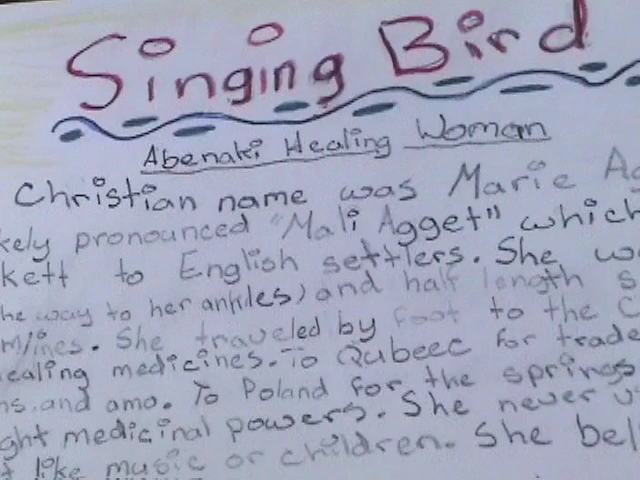 Singing Bird
Abenaki Healing Woman
Christian name was Marie A
kely pronounced "Mali Agget" which
kett to English settlers. She w
he way to her ankles) and half length s
m/ines. She traveled by foot to the C
ealing medicines. To Qubeec for trade
ns, and amo. To Poland for the springs
ght medicinal powers. She never u
t like music or children. She bel